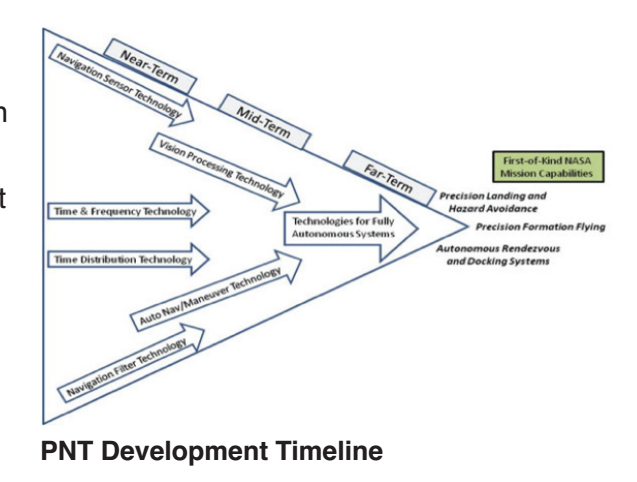 Near-Term
Navigation Sensor Technology
n
Mid-Term
Vision Processing Technology
Far-Term
First-of-Kind NASA
Mission Capabilities
t
Precision Landing and
Hazard Avoidance
Time & Frequency Technology
Technologies for Fully
Autonomous Systems
Precision Formation Flying
Time Distribution Technology
Autonomous Rendezvous
and Docking Systems
Auto Nav/Maneuver Technology
Navigation Filter Technology
PNT Development Timeline